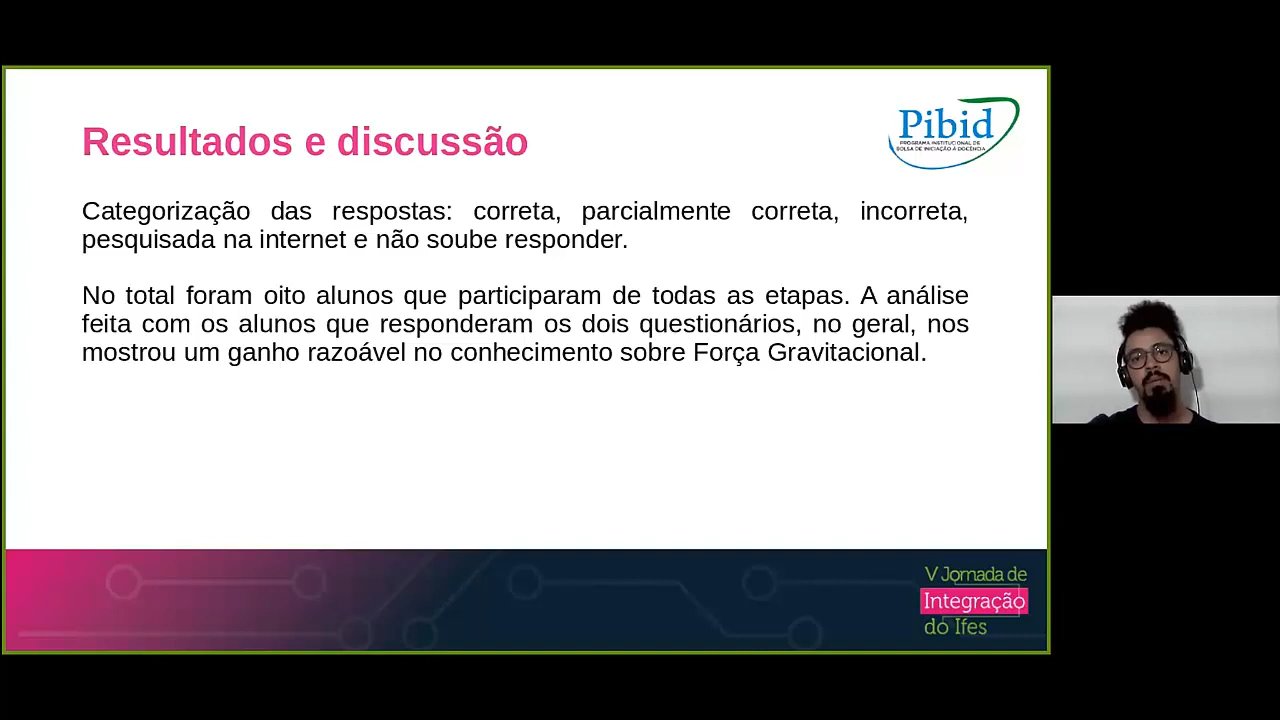 Resultados e discussão
Pibid
PROGRAMA INSTITUCIONAL DE
BOLSA DE INICIAÇÃO À DOCÊNCIA
Categorização das respostas: correta, parcialmente correta, incorreta,
pesquisada na internet e não soube responder.
No total foram oito alunos que participaram de todas as etapas. A análise
feita com os alunos que responderam os dois questionários, no geral, nos
mostrou um ganho razoável no conhecimento sobre Força Gravitacional.
V Jornada de
Integração
do Ifes